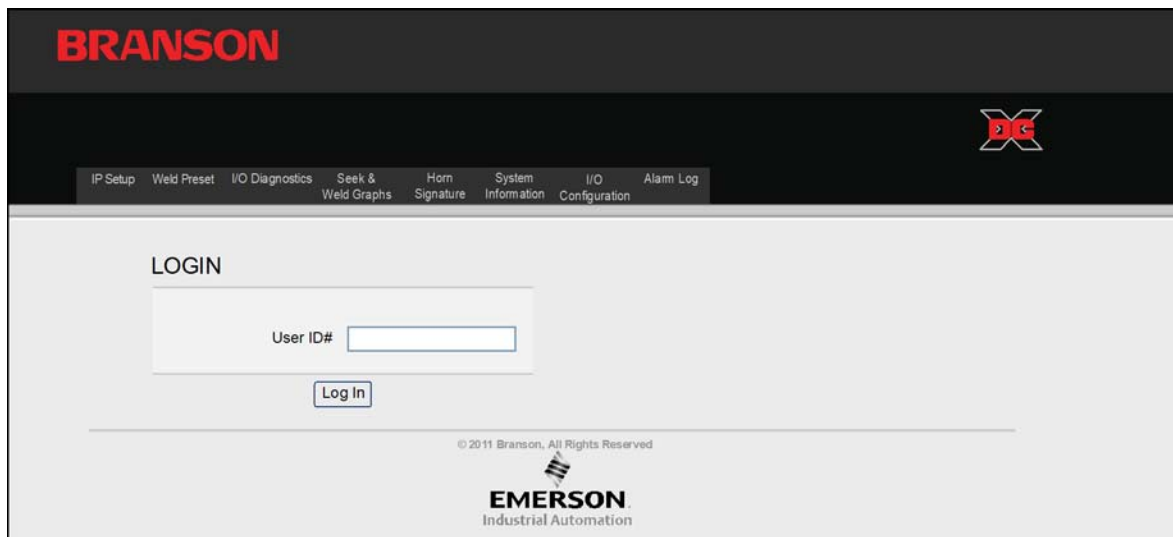 BRANSON
DCX
IP Setup Weld Preset I/O Diagnostics Seek & Weld Graphs Horn Signature System Information I/O Configuration Alarm Log
LOGIN
User ID#
Log In
© 2011 Branson, All Rights Reserved
EMERSON
Industrial Automation